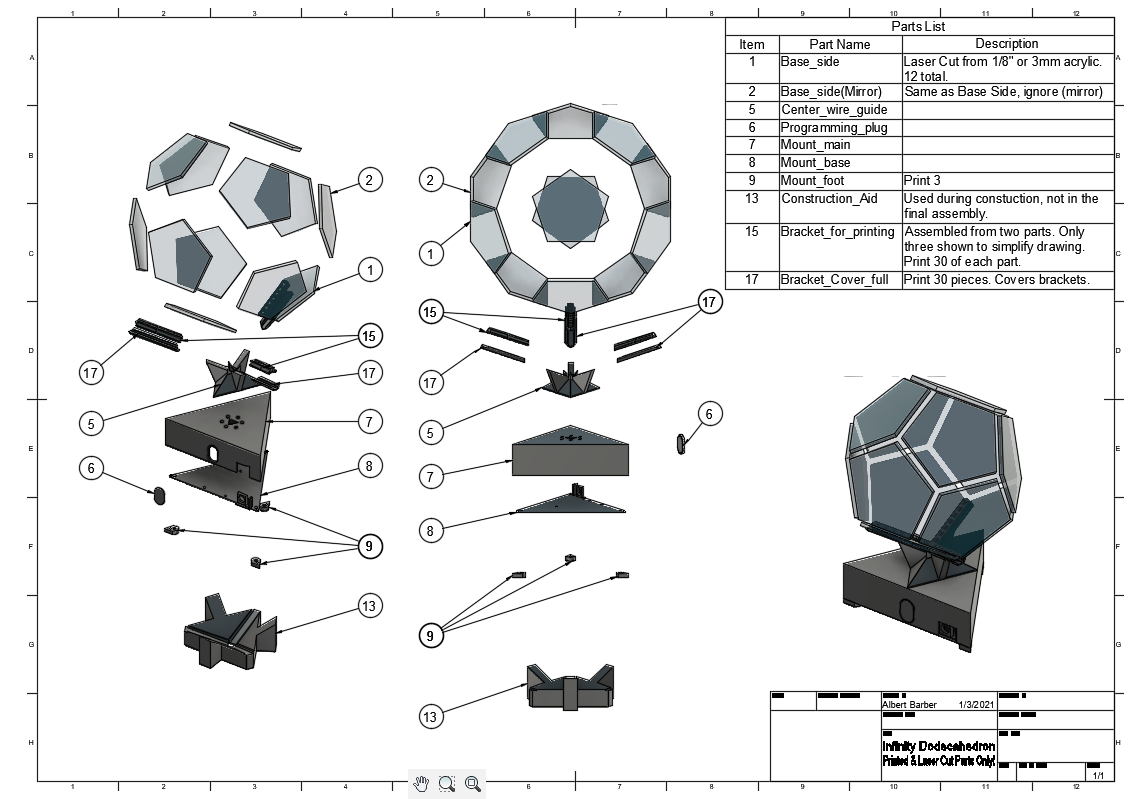 1 2 3 4 5 6 7 8 9 10 11 12
A
B
C
D
E
F
G
H
Parts List
Item Part Name Description
1 Base_side Laser Cut from 1/8" or 3mm acrylic.
12 total.
2 Base_side(Mirror) Same as Base Side, ignore (mirror)
5 Center_wire_guide
6 Programming_plug
7 Mount_main
8 Mount_base
9 Mount_foot Print 3
13 Construction_Aid Used during constuction, not in the
final assembly.
15 Bracket_for_printing Assembled from two parts. Only
three shown to simplify drawing.
Print 30 of each part.
17 Bracket_Cover_full Print 30 pieces. Covers brackets.
2
1
15
17
17
5
7
6
8
9
13
2
1
15
17
17
5
6
7
8
9
13
A
B
C
D
E
F
G
H
Albert Barber 1/3/2021
Infinity Dodecahedron
Printed & Laser Cut Parts Only!
1/1
1 2 3 4 5 6 7 8 9 10 11 12